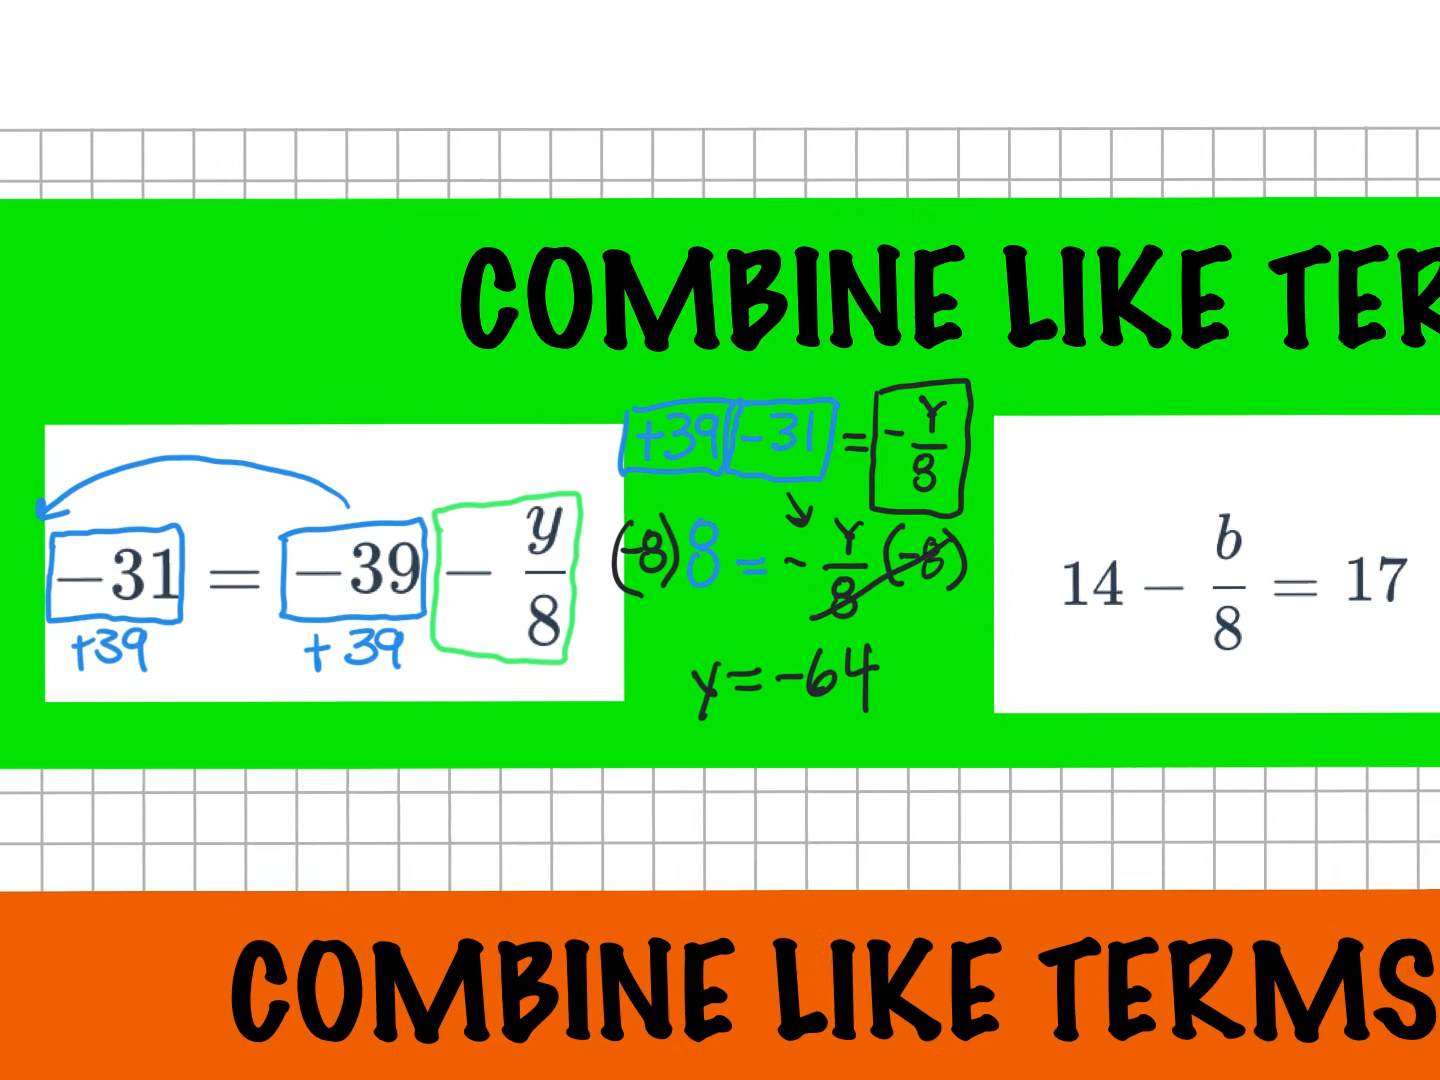 COMBINE LIKE TER
+39 -31 = - Y/8
-31 = -39 - y/8
+39 +39
(-8) 8 = - Y/8 (-8)
y = -64
14 - b/8 = 17
COMBINE LIKE TERMS